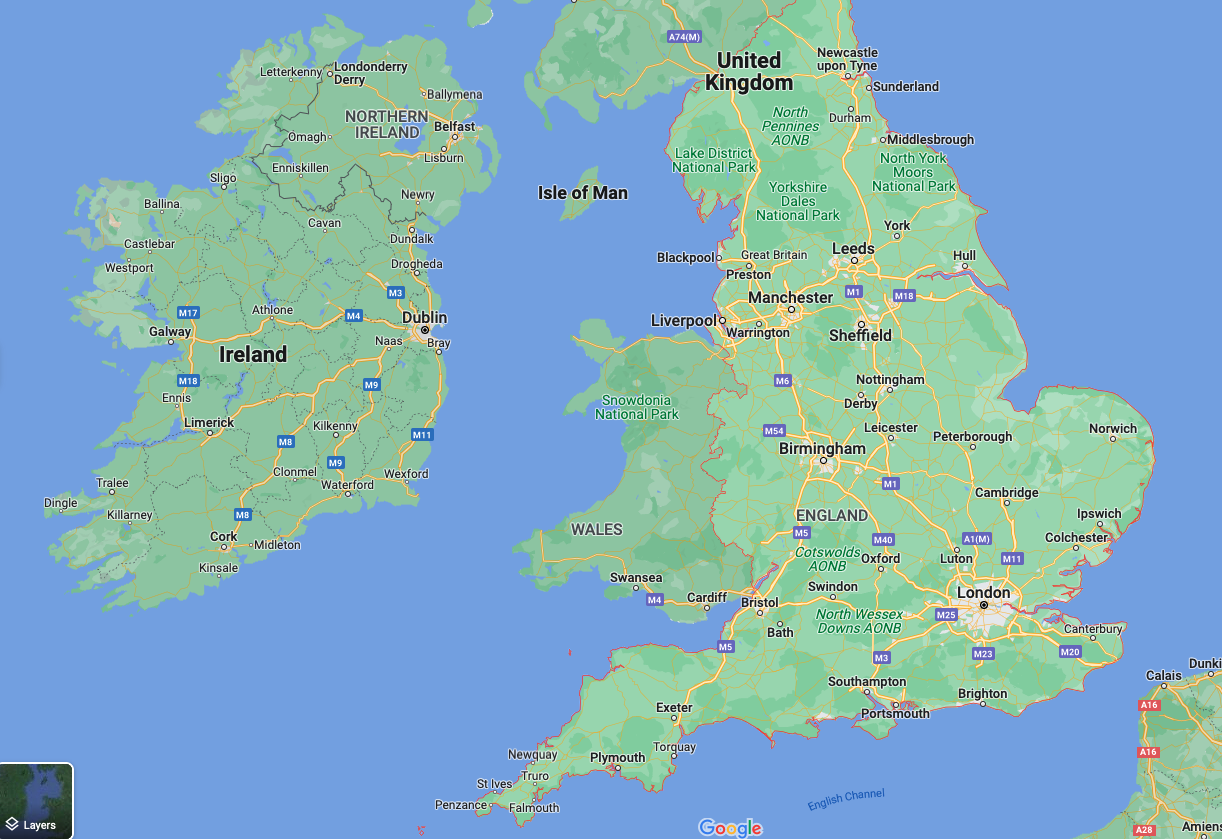 A74(M)
United
Kingdom
Newcastle
upon Tyne
Sunderland
Letterkenny
Londonderry
Derry
Ballymena
NORTHERN
IRELAND
Belfast
Omagh
Lisburn
Enniskillen
Sligo
Newry
North
Pennines
AONB
Durham
Middlesbrough
Lake District
National Park
North York
Moors
National Park
Isle of Man
Yorkshire
Dales
National Park
Ballina
Cavan
Dundalk
Castlebar
Westport
Drogheda
York
Leeds
Hull
Blackpool
Great Britain
Preston
M3
M1
M18
Manchester
M17
Athlone
M4
Dublin
Liverpool
Warrington
Sheffield
Galway
Naas
Bray
Ireland
M18
M9
M6
Nottingham
Derby
Ennis
Snowdonia
National Park
Limerick
Kilkenny
M8
M11
M54
Leicester
Peterborough
Norwich
Birmingham
M9
Clonmel
Wexford
Waterford
M1
Tralee
Dingle
Killarney
M8
Cambridge
Ipswich
ENGLAND
WALES
M5
M40
A1(M)
Colchester
Cork
Midleton
Cotswolds
AONB
Oxford
Luton
M11
Kinsale
Swansea
Swindon
London
M4
Cardiff
Bristol
North Wessex
Downs AONB
M25
Bath
Canterbury
M5
M3
M23
M20
Dunki
Calais
Southampton
Brighton
Portsmouth
A16
Exeter
Torquay
A16
Newquay
Plymouth
Truro
St Ives
Penzance
Falmouth
English Channel
Layers
Google
A28
Amiens